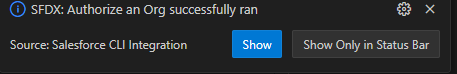 SFDX: Authorize an Org successfully ran
Source: Salesforce CLI Integration
Show
Show Only in Status Bar